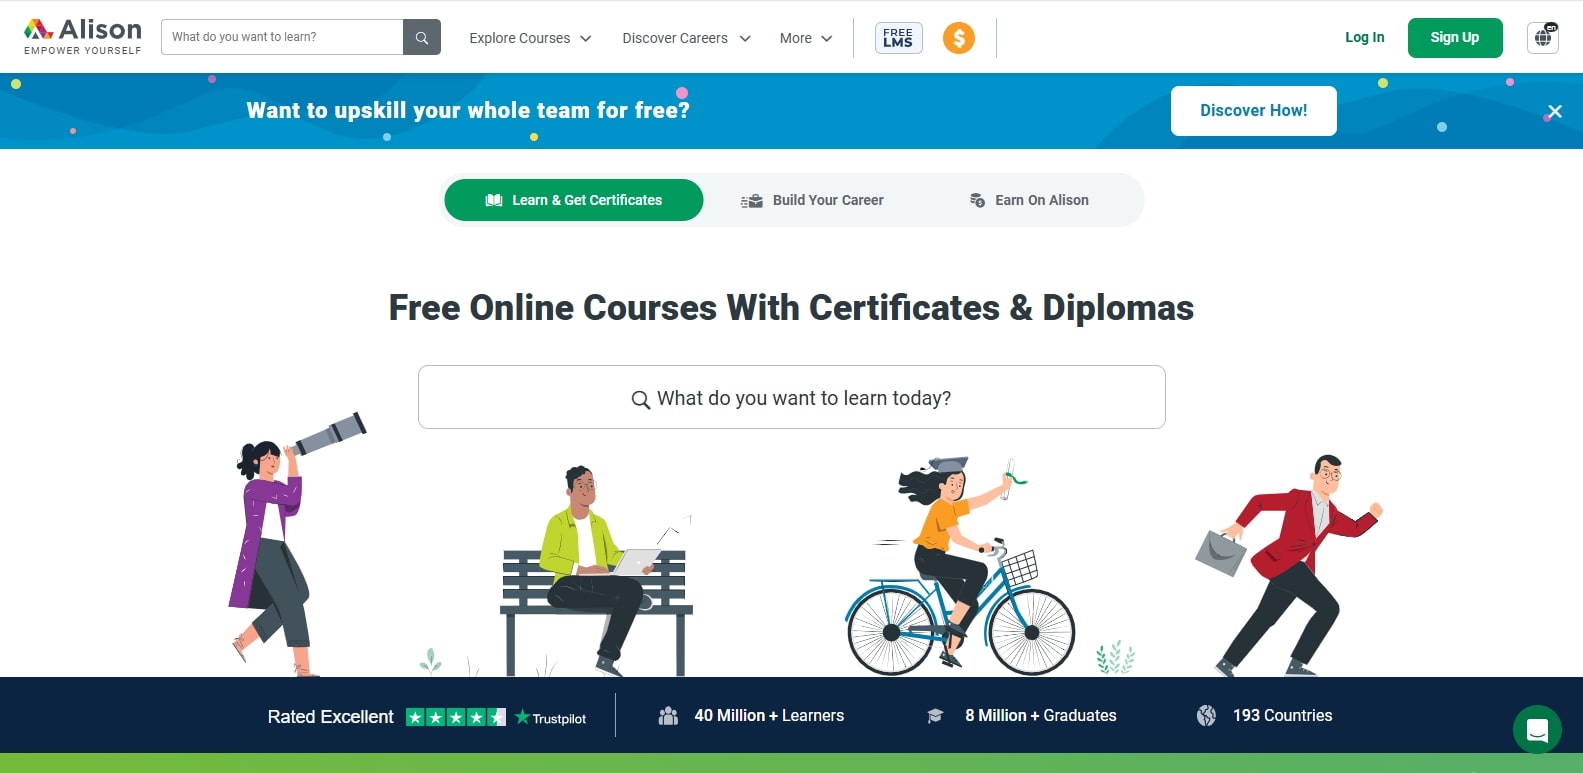 Alison
EMPOWER YOURSELF
What do you want to learn?
Explore Courses
Discover Careers
More
FREE
LMS
$
Log In
Sign Up
en
Want to upskill your whole team for free?
Discover How!
Learn & Get Certificates
Build Your Career
Earn On Alison
Free Online Courses With Certificates & Diplomas
What do you want to learn today?
Rated Excellent
Trustpilot
40 Million + Learners
8 Million + Graduates
193 Countries